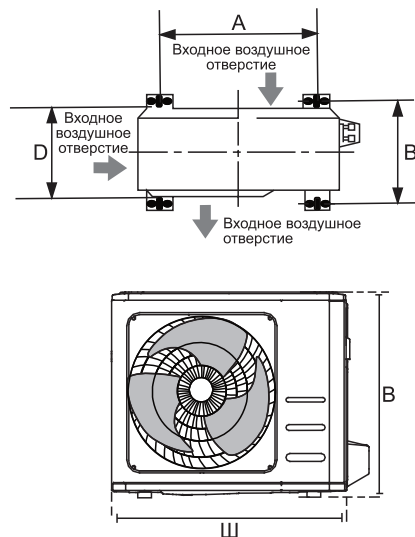 A
Входное воздушное
отверстие
Входное
воздушное
отверстие
D
B
Входное воздушное
отверстие
В
Ш